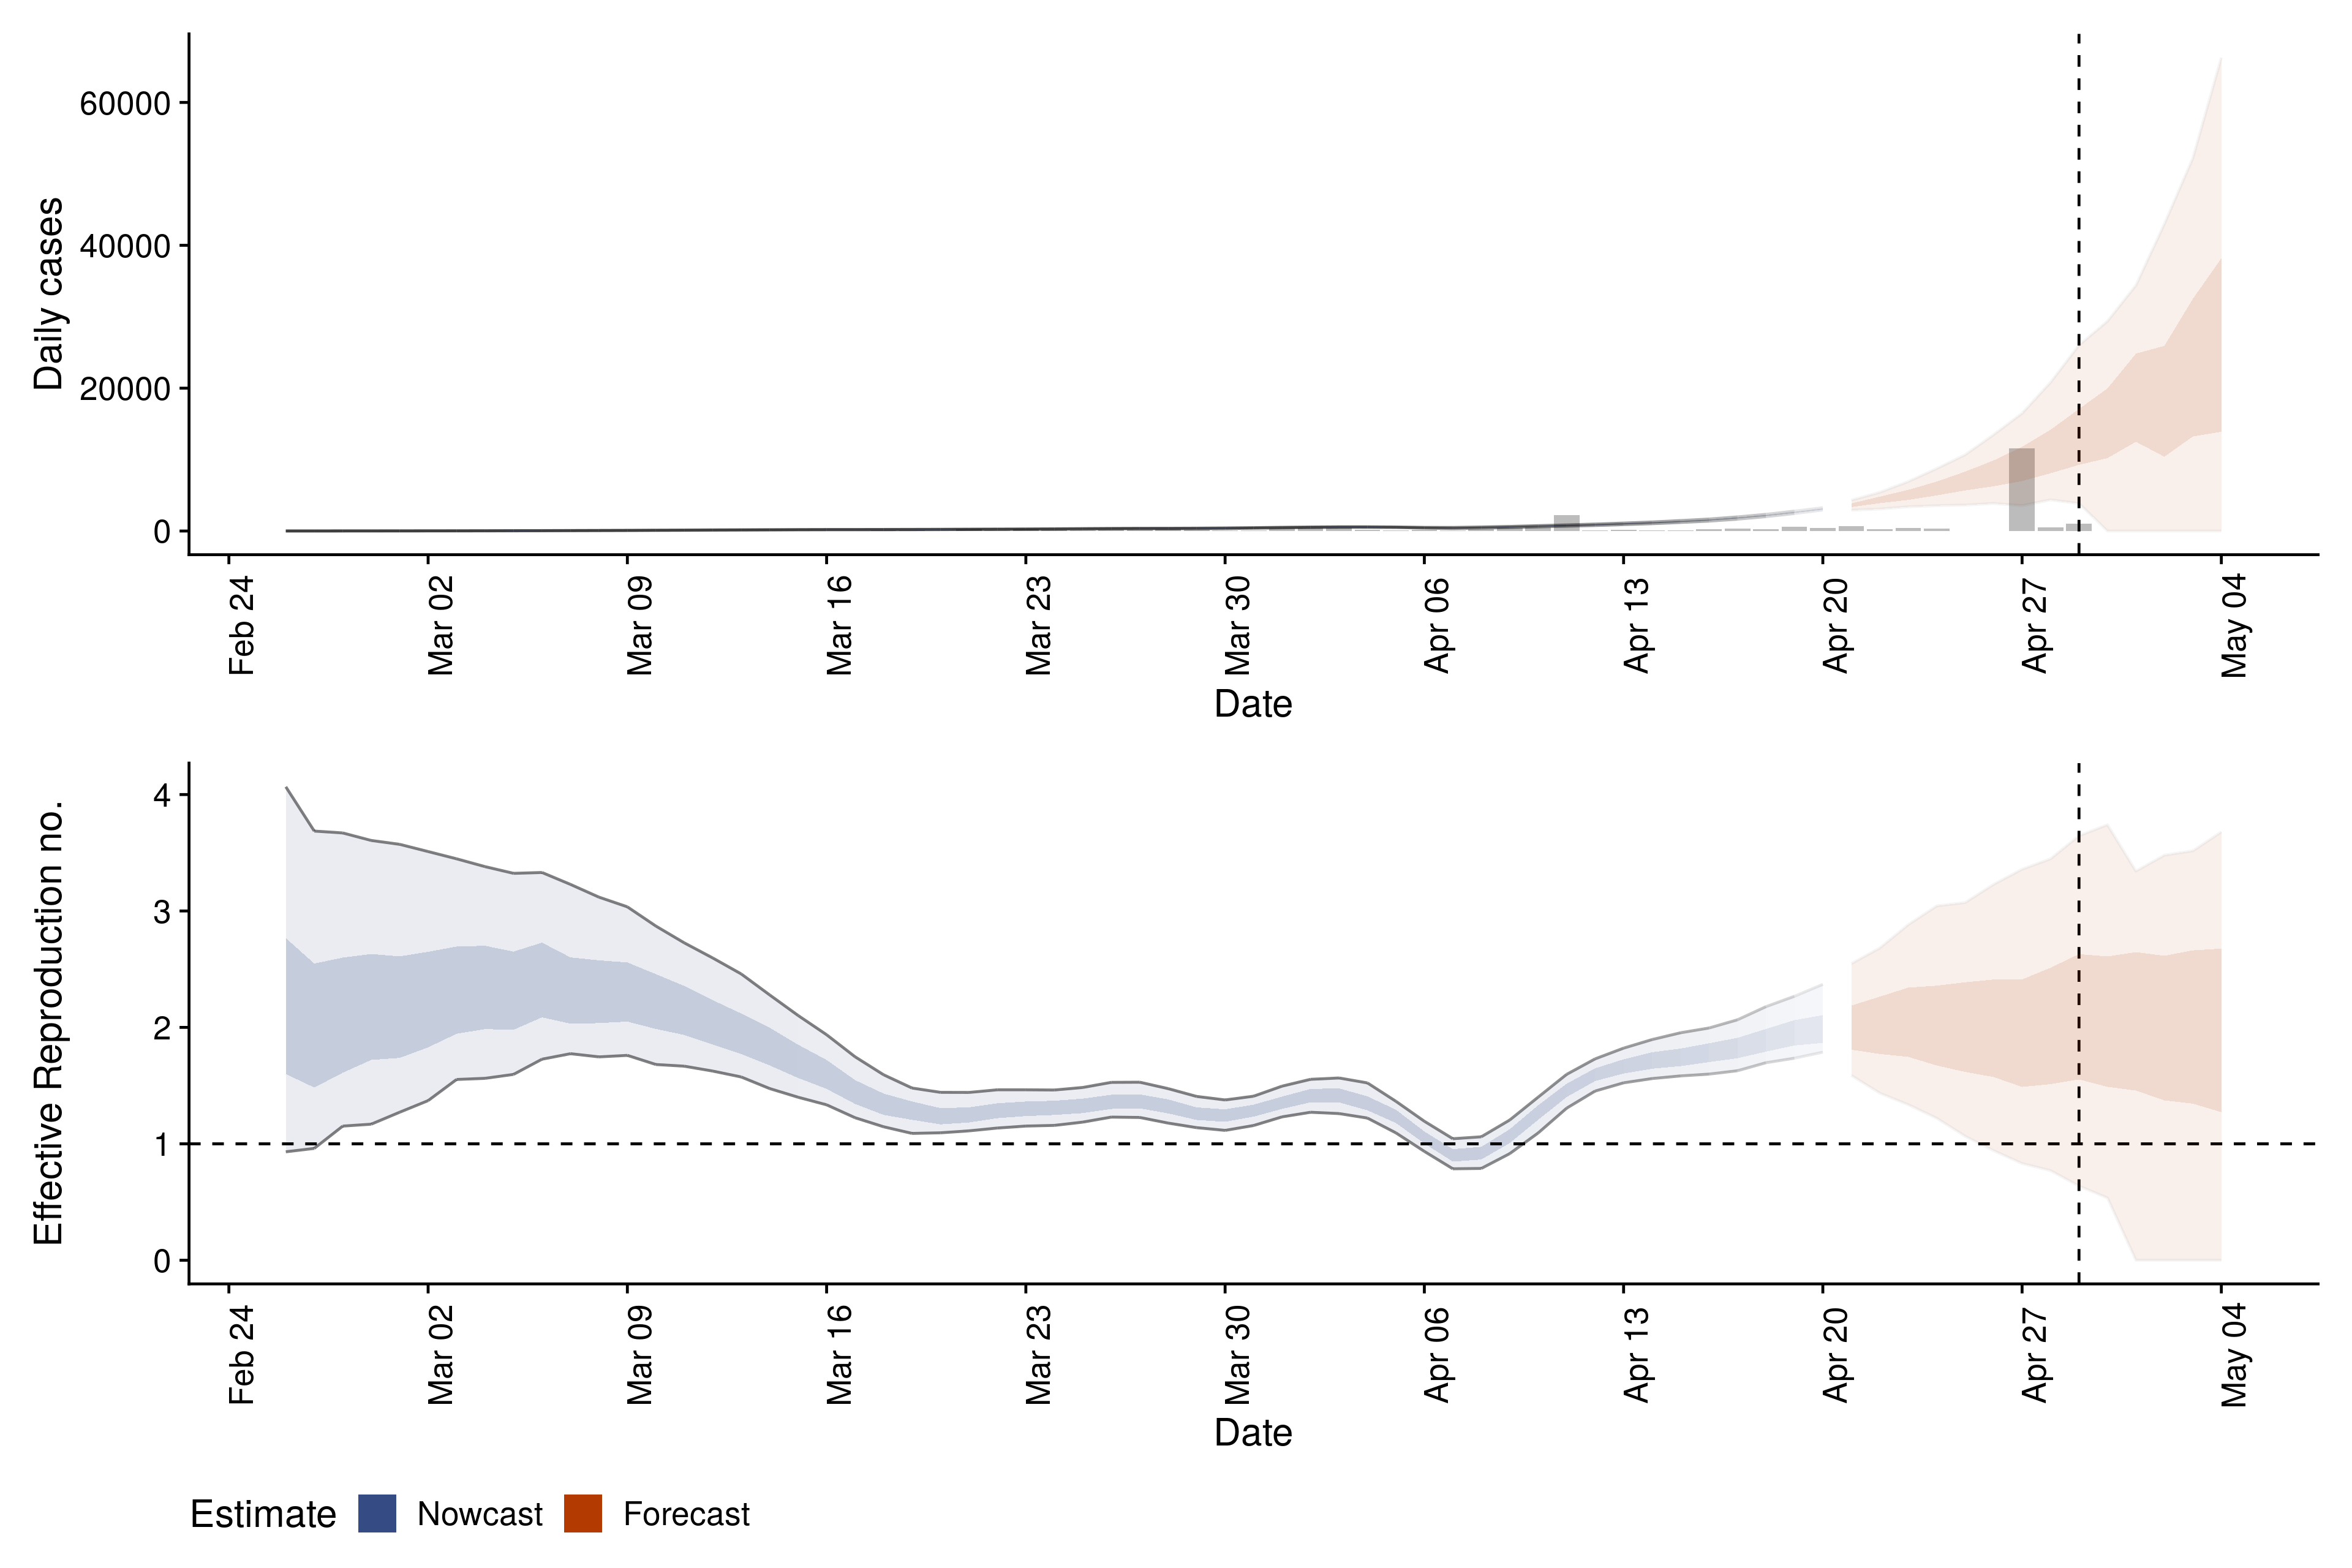 Daily cases
60000
40000
20000
0
Feb 24
Mar 02
Mar 09
Mar 16
Mar 23
Mar 30
Apr 06
Apr 13
Apr 20
Apr 27
May 04
Date
Effective Reproduction no.
4
3
2
1
0
Feb 24
Mar 02
Mar 09
Mar 16
Mar 23
Mar 30
Apr 06
Apr 13
Apr 20
Apr 27
May 04
Date
Estimate Nowcast Forecast